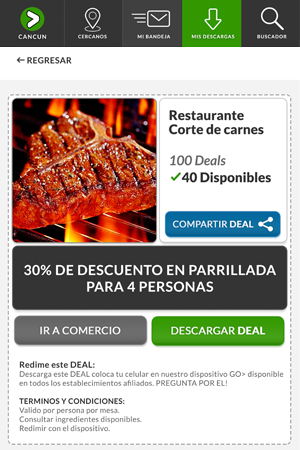 CANCUN
CERCANOS
MI BANDEJA
MIS DESCARGAS
BUSCADOR
← REGRESAR
Restaurante
Corte de carnes
100 Deals
✓40 Disponibles
COMPARTIR DEAL
30% DE DESCUENTO EN PARRILLADA
PARA 4 PERSONAS
IR A COMERCIO
DESCARGAR DEAL
Redime este DEAL:
Descarga este DEAL coloca tu celular en nuestro dispositivo GO> disponible
en todos los establecimientos afiliados. PREGUNTA POR EL!
TERMINOS Y CONDICIONES:
Valido por persona por mesa.
Consultar ingredientes disponibles.
Redimir con el dispositivo.